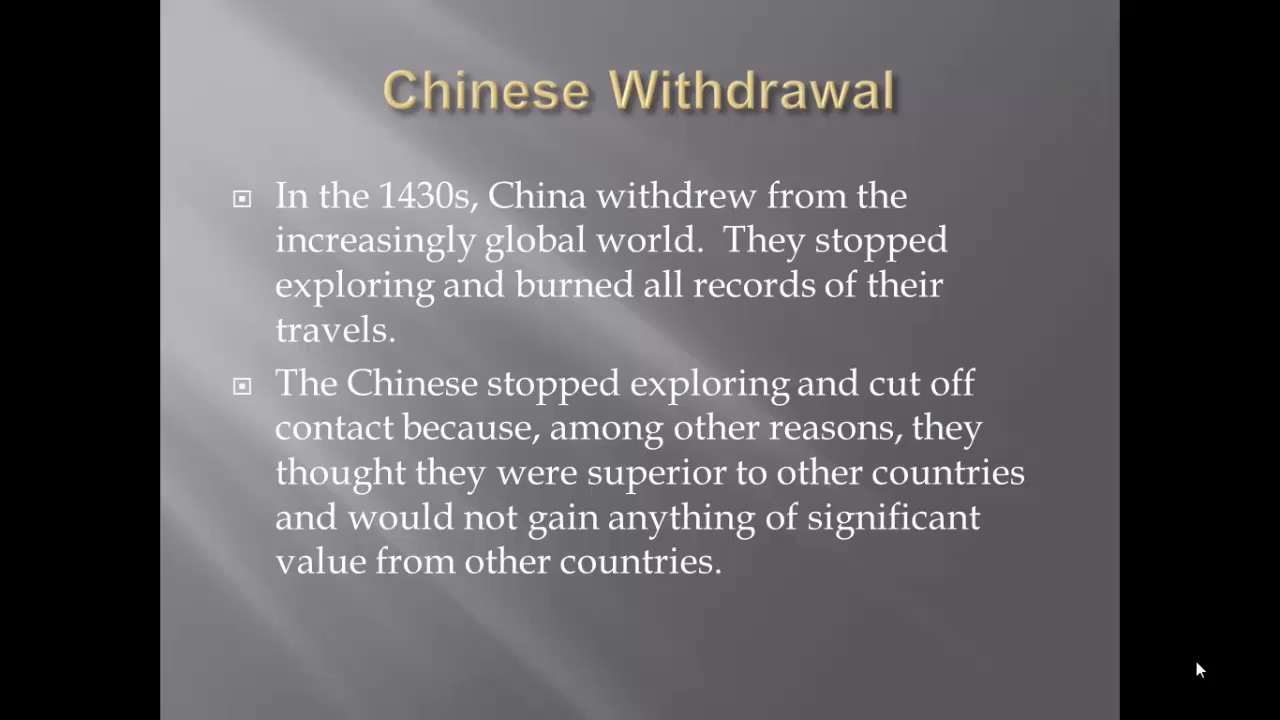 Chinese Withdrawal
In the 1430s, China withdrew from the
increasingly global world.  They stopped
exploring and burned all records of their
travels.
The Chinese stopped exploring and cut off
contact because, among other reasons, they
thought they were superior to other countries
and would not gain anything of significant
value from other countries.